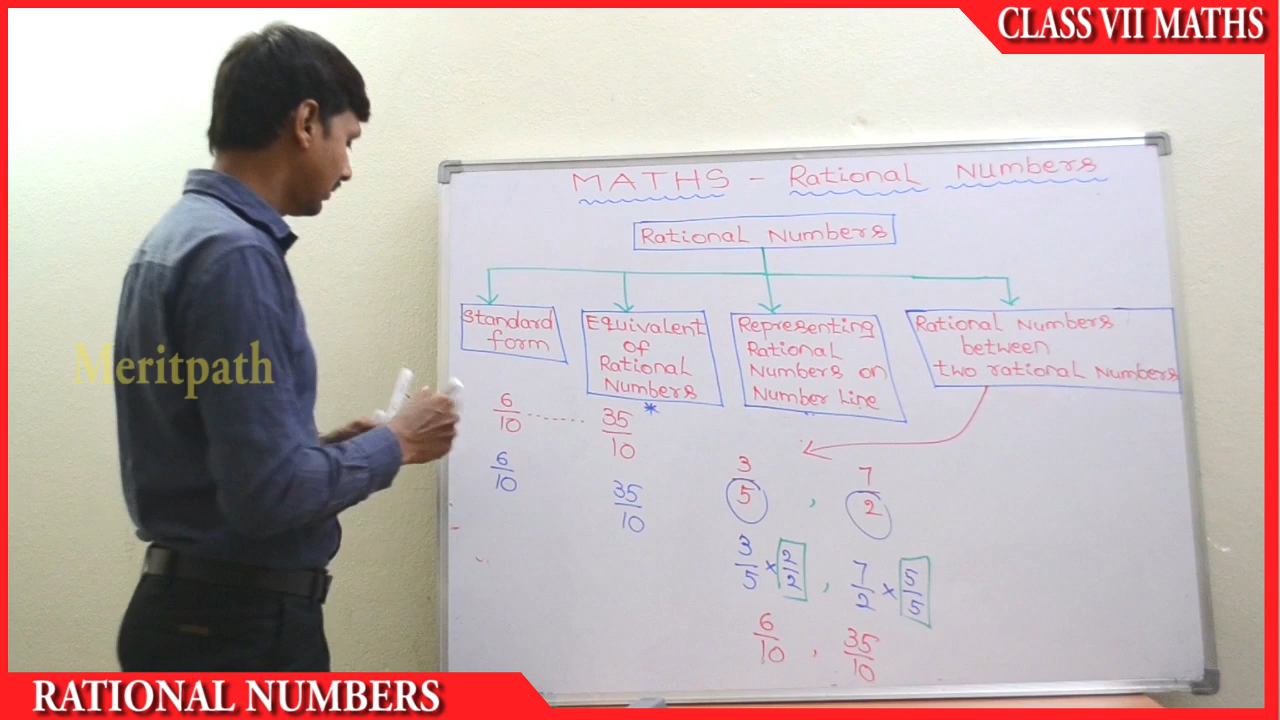 CLASS VII MATHS
MATHS - Rational Numbers
Rational Numbers
Standard
form
Equivalent
of
Rational
Numbers
*
Representing
Rational
Numbers on
Number Line
Rational Numbers
between
two rational Numbers
Meritpath
6/10 ........ 35/10
6/10 35/10
3/5 , 7/2
3/5 × 2/2 , 7/2 × 5/5
6/10 , 35/10
RATIONAL NUMBERS